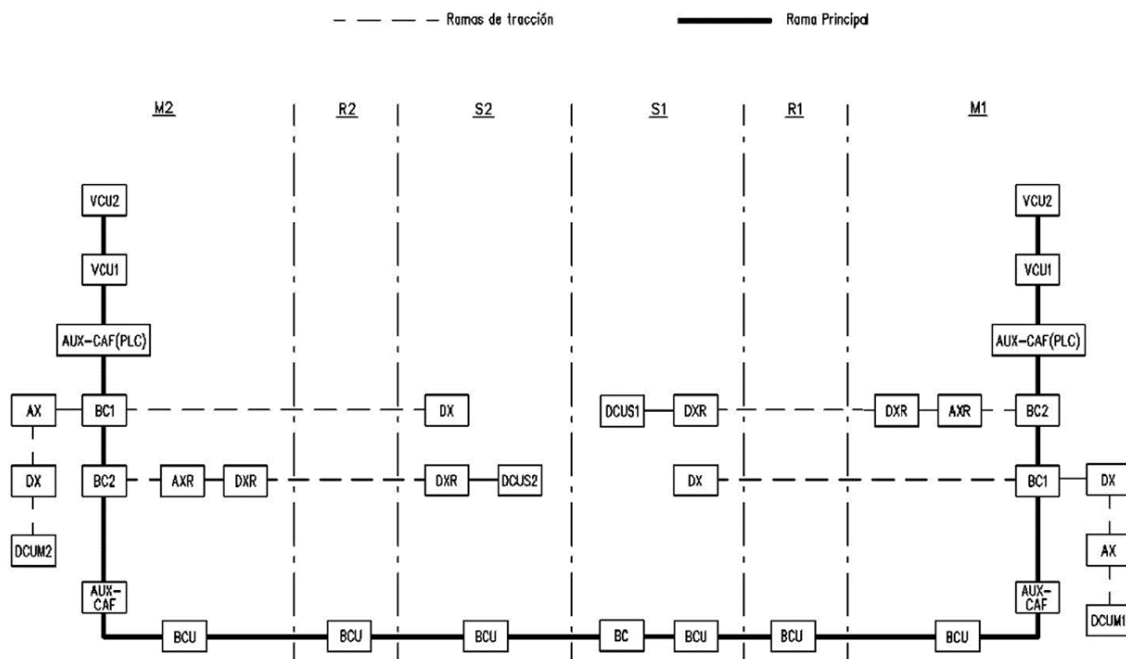 Ramas de tracción
Rama Principal
M2
R2
S2
S1
R1
M1
VCU2
VCU2
VCU1
VCU1
AUX-CAF(PLC)
AUX-CAF(PLC)
AX
BC1
DX
DCUS1
DXR
DXR
AXR
BC2
DX
BC2
AXR
DXR
DXR
DCUS2
DX
BC1
DX
DCUM2
AX
AUX-
CAF
AUX-
CAF
DCUM1
BCU
BCU
BCU
BC
BCU
BCU
BCU